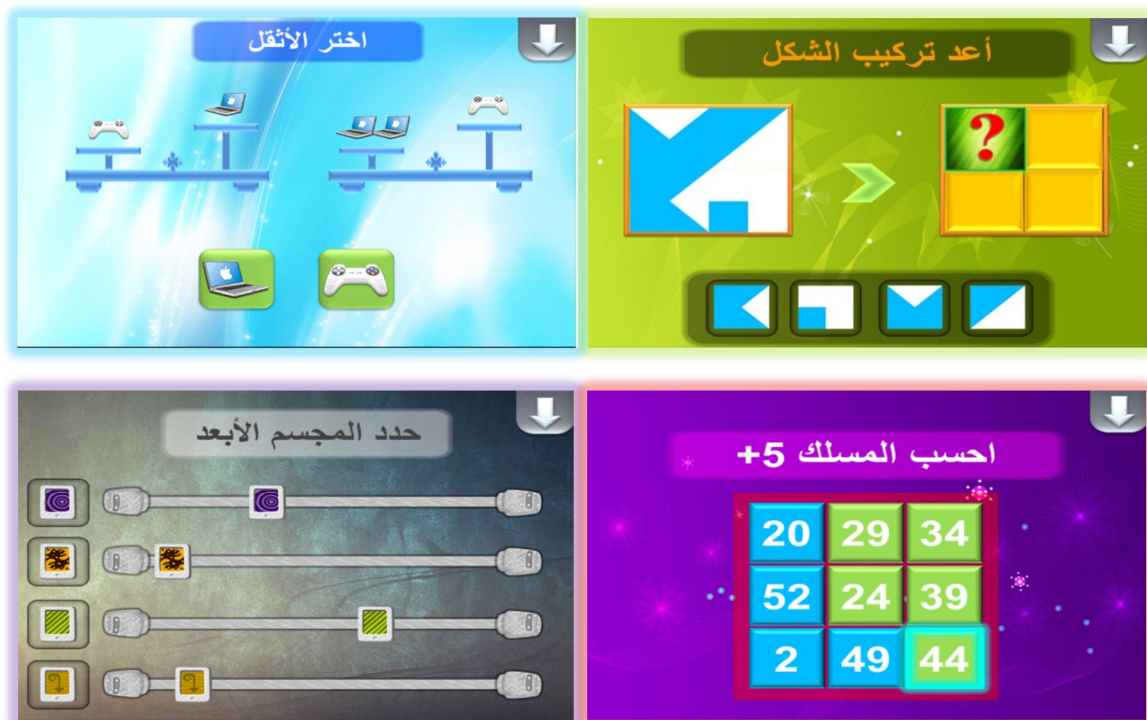 اختر الأثقل
أعد تركيب الشكل
?
حدد المجسم الأبعد
احسب المسلك 5+
20 29 34
52 24 39
2 49 44